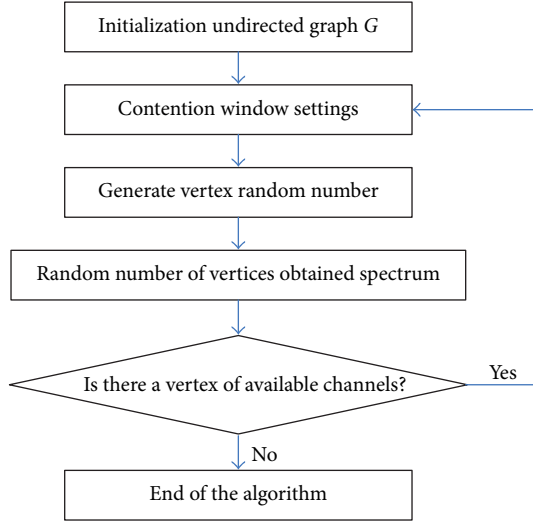 Initialization undirected graph G
Contention window settings
Generate vertex random number
Random number of vertices obtained spectrum
Is there a vertex of available channels?
Yes
No
End of the algorithm